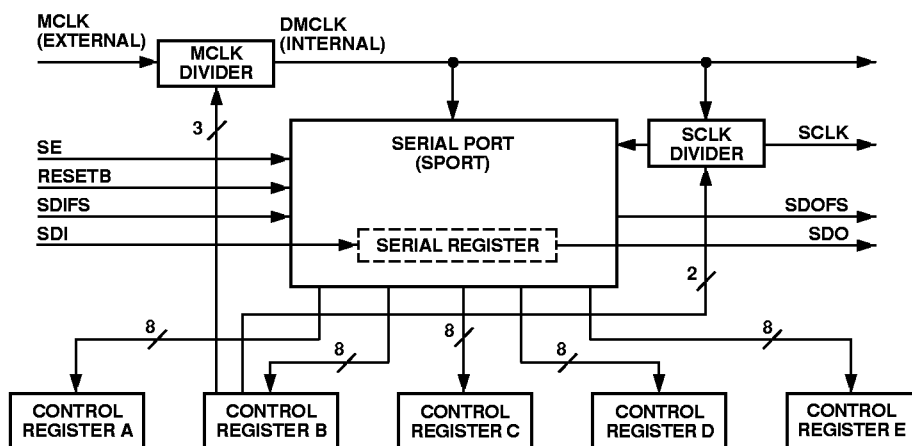 MCLK
(EXTERNAL)
MCLK
DIVIDER
DMCLK
(INTERNAL)
3
SE
RESETB
SDIFS
SDI
SERIAL PORT
(SPORT)
SERIAL REGISTER
SCLK
DIVIDER
SCLK
SDOFS
SDO
2
8
8
8
8
8
CONTROL
REGISTER A
CONTROL
REGISTER B
CONTROL
REGISTER C
CONTROL
REGISTER D
CONTROL
REGISTER E